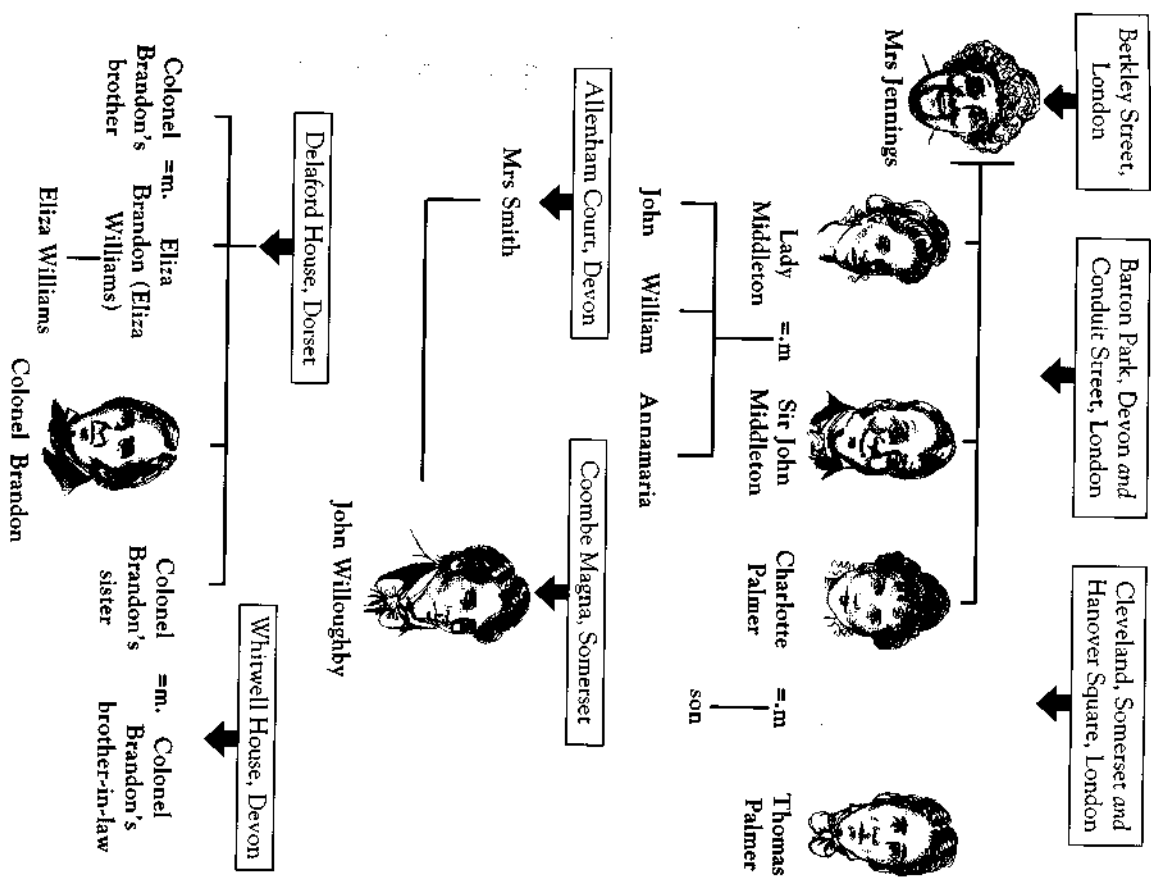 Berkley Street,
London
Barton Park, Devon and
Conduit Street, London
Cleveland, Somerset and
Hanover Square, London
Mrs Jennings
Lady
Middleton
=.m
Sir John
Middleton
Charlotte
Palmer
=.m
Thomas
Palmer
son
John
William
Annamaria
Allenham Court, Devon
Coombe Magna, Somerset
Mrs Smith
John Willoughby
Delaford House, Dorset
Whitwell House, Devon
Colonel
Brandon's
brother
=m.
Eliza
Brandon (Eliza
Williams)
Eliza Williams
Colonel Brandon
Colonel
Brandon's
sister
=m.
Colonel
Brandon's
brother-in-law